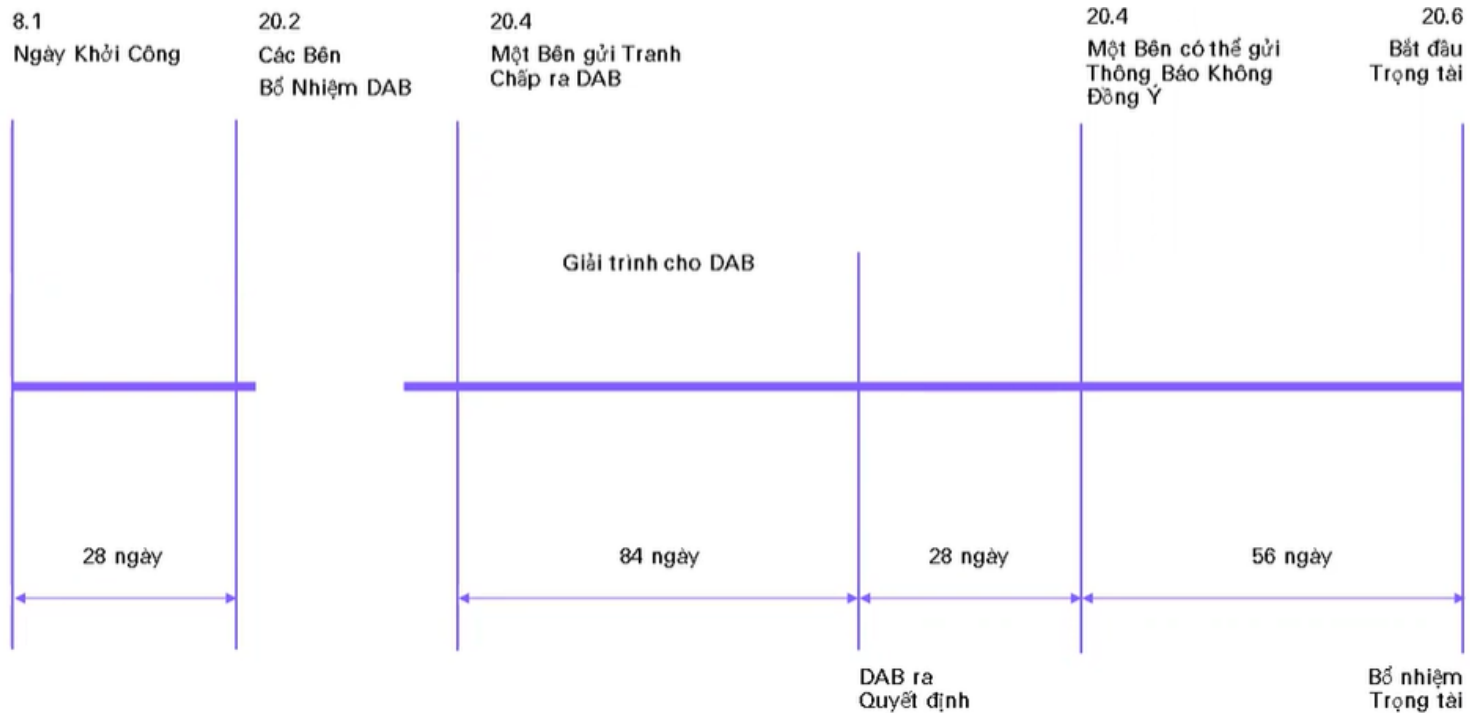 8.1
Ngày Khởi Công
20.2
Các Bên
Bổ Nhiệm DAB
20.4
Một Bên gửi Tranh
Chấp ra DAB
20.4
Một Bên có thể gửi
Thông Báo Không
Đồng Ý
20.6
Bắt đầu
Trọng tài
Giải trình cho DAB
28 ngày
84 ngày
28 ngày
56 ngày
DAB ra
Quyết định
Bổ nhiệm
Trọng tài